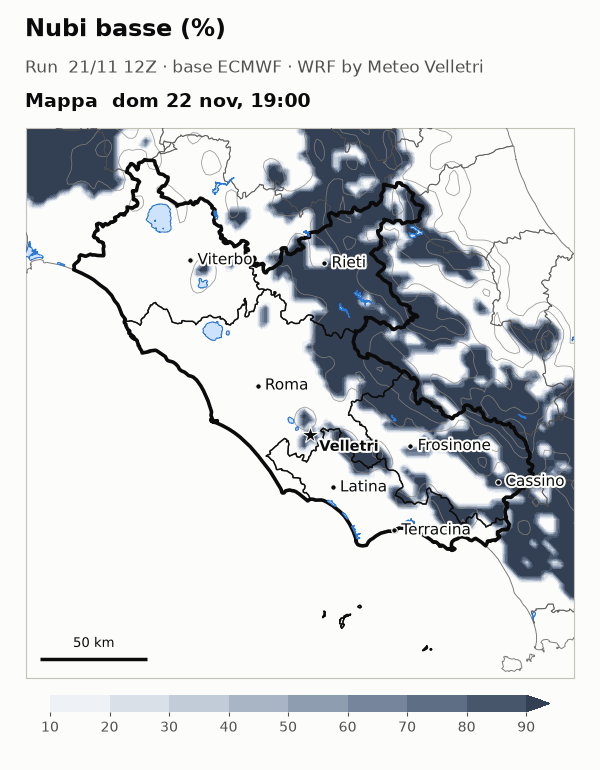 Nubi basse (%)
Run 21/11 12Z · base ECMWF · WRF by Meteo Velletri
Mappa dom 22 nov, 19:00
Viterbo
Rieti
Roma
Velletri
Frosinone
Latina
Cassino
Terracina
50 km
10 20 30 40 50 60 70 80 90